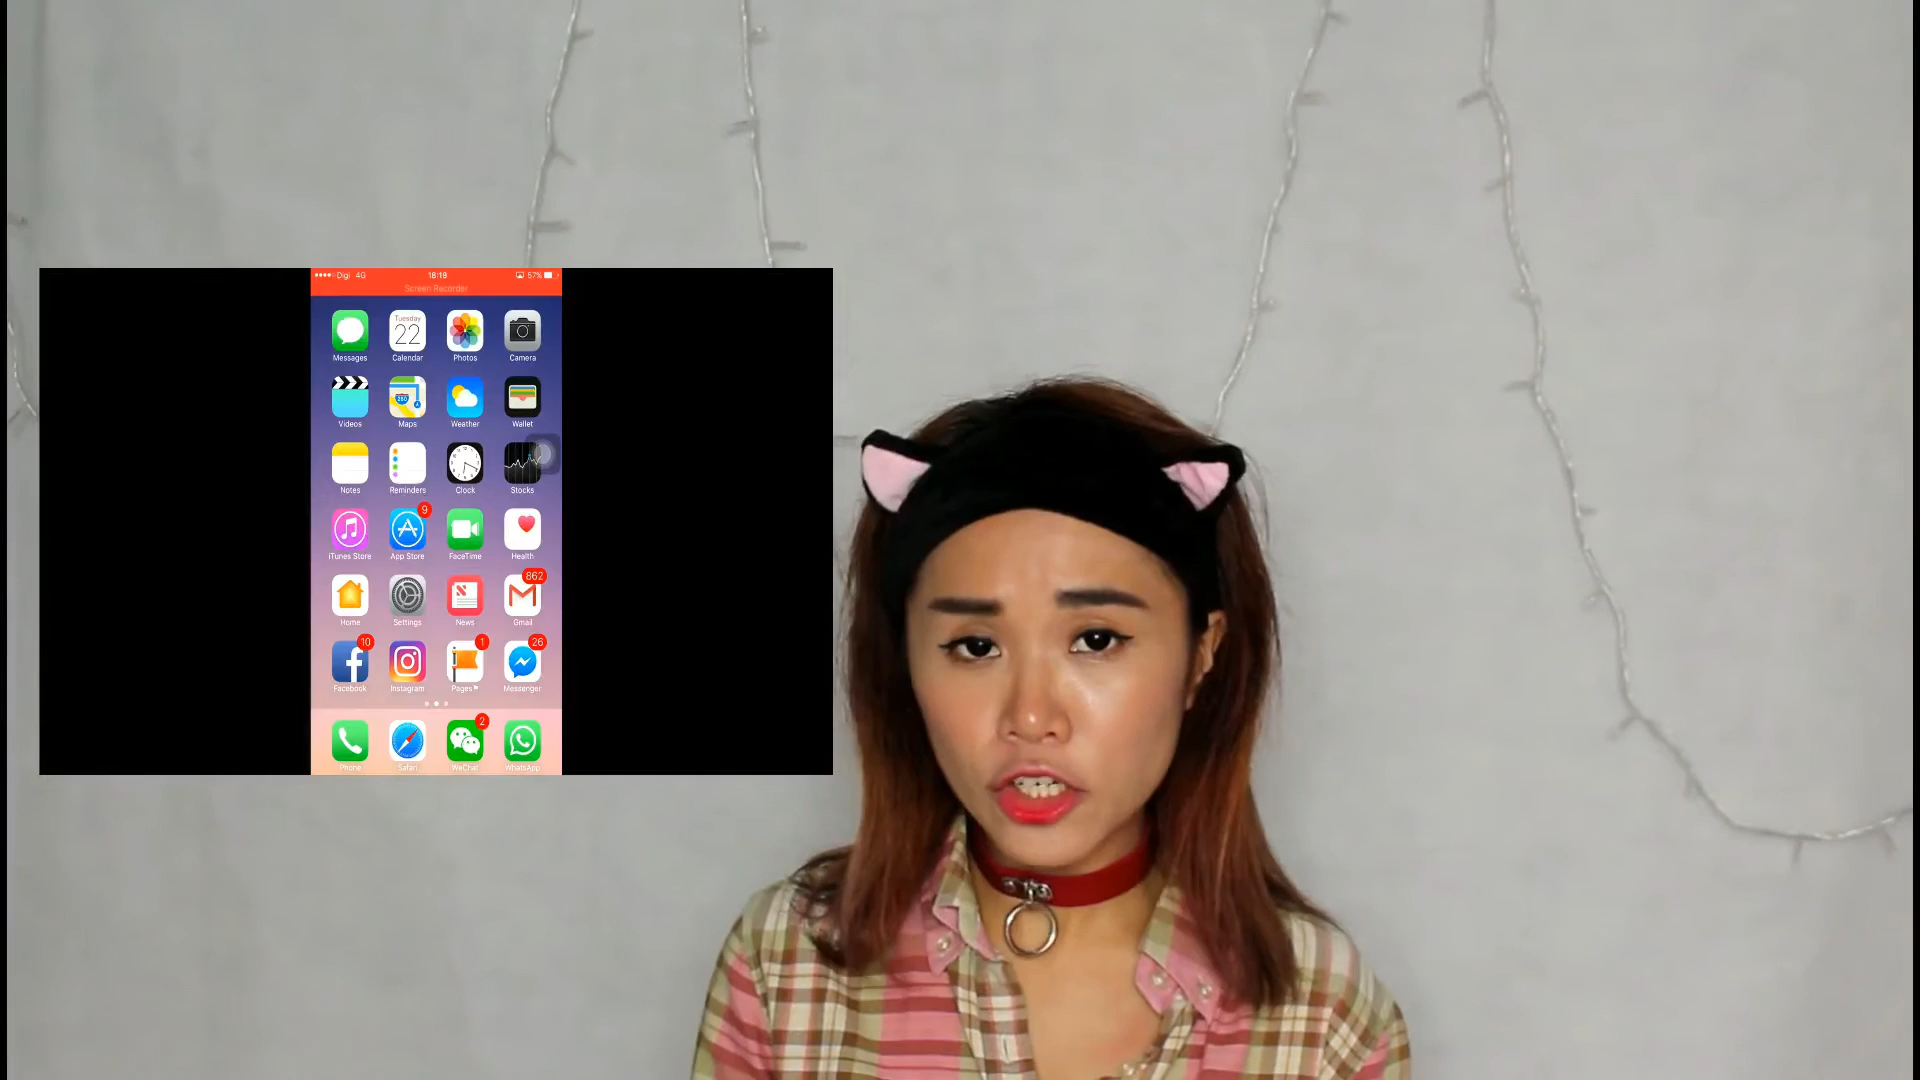 Digi 4G 18:19 57%
Screen Recorder
Tuesday
22
Messages Calendar Photos Camera
280
Videos Maps Weather Wallet
Notes Reminders Clock Stocks
9
iTunes Store App Store FaceTime Health
862
Home Settings News Gmail
10 1 26
Facebook Instagram Pages Messenger
2
Phone Safari WeChat WhatsApp